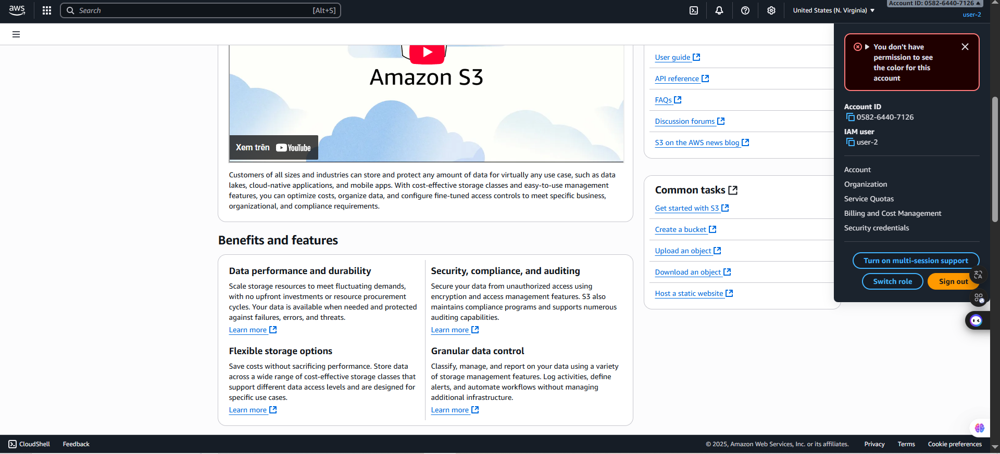 aws
Search
[Alt+S]
United States (N. Virginia)
Account ID: 0582-6440-7126
user-2
Amazon S3
Xem trên YouTube
Customers of all sizes and industries can store and protect any amount of data for virtually any use case, such as data
lakes, cloud-native applications, and mobile apps. With cost-effective storage classes and easy-to-use management
features, you can optimize costs, organize data, and configure fine-tuned access controls to meet specific business,
organizational, and compliance requirements.
Benefits and features
Data performance and durability
Scale storage resources to meet fluctuating demands,
with no upfront investments or resource procurement
cycles. Your data is available when needed and protected
against failures, errors, and threats.
Learn more
Security, compliance, and auditing
Secure your data from unauthorized access using
encryption and access management features. S3 also
maintains compliance programs and supports numerous
auditing capabilities.
Learn more
Flexible storage options
Save costs without sacrificing performance. Store data
across a wide range of cost-effective storage classes that
support different data access levels and are designed for
specific use cases.
Learn more
Granular data control
Classify, manage, and report on your data using a variety
of storage management features. Log activities, define
alerts, and automate workflows without managing
additional infrastructure.
Learn more
User guide
API reference
FAQs
Discussion forums
S3 on the AWS news blog
Common tasks
Get started with S3
Create a bucket
Upload an object
Download an object
Host a static website
You don't have
permission to see
the color for this
account
Account ID
0582-6440-7126
IAM user
user-2
Account
Organization
Service Quotas
Billing and Cost Management
Security credentials
Turn on multi-session support
Switch role
Sign out
CloudShell
Feedback
© 2025, Amazon Web Services, Inc. or its affiliates.
Privacy
Terms
Cookie preferences